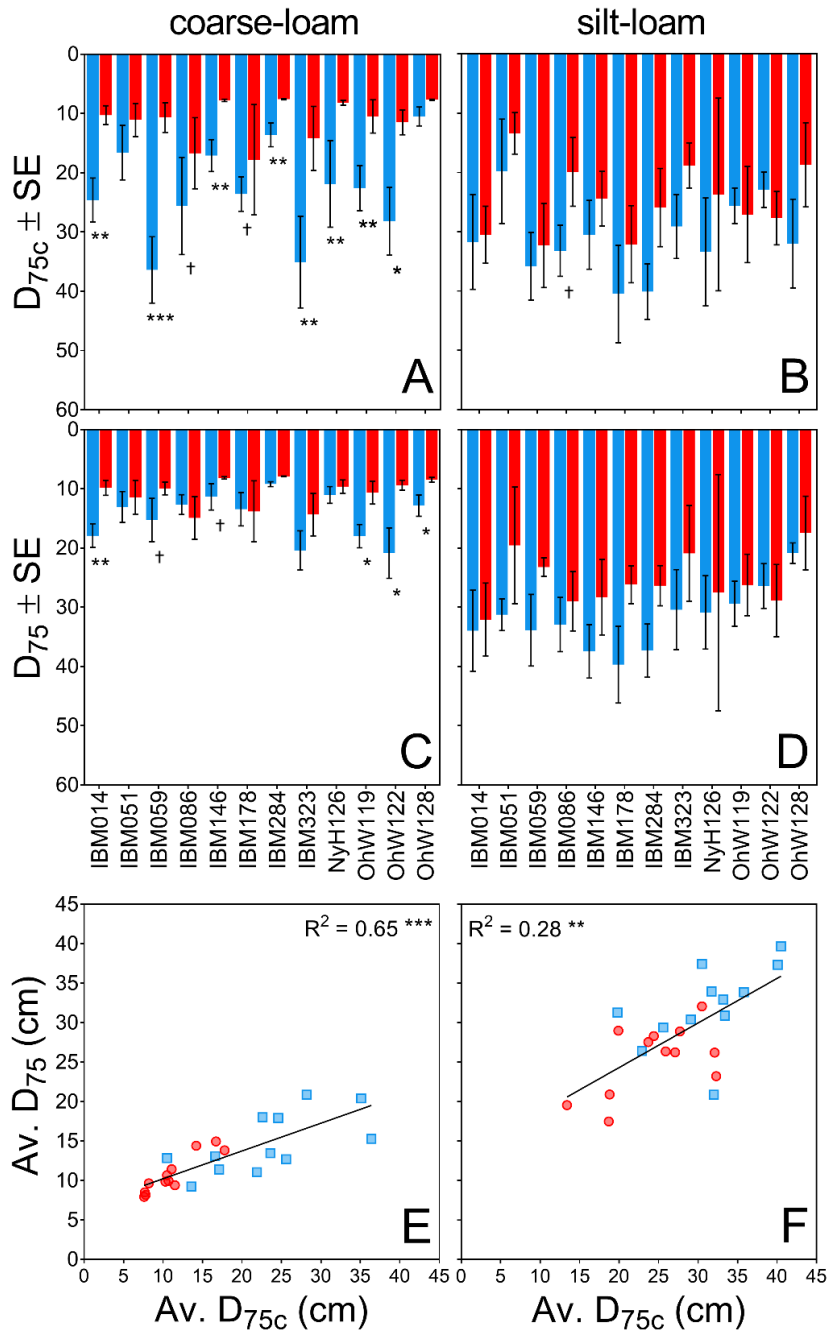 coarse-loam silt-loam
D75c ± SE
0
10
20
30
40
50
60
** *** † ** † ** ** ** ** *
A
†
B
D75 ± SE
0
10
20
30
40
50
60
** † † * * *
C
D
IBM014 IBM051 IBM059 IBM086 IBM146 IBM178 IBM284 IBM323 NyH126 OhW119 OhW122 OhW128
IBM014 IBM051 IBM059 IBM086 IBM146 IBM178 IBM284 IBM323 NyH126 OhW119 OhW122 OhW128
Av. D75 (cm)
45
40
35
30
25
20
15
10
5
0
R2 = 0.65 ***
E
R2 = 0.28 **
F
0 5 10 15 20 25 30 35 40 45
0 5 10 15 20 25 30 35 40 45
Av. D75c (cm) Av. D75c (cm)